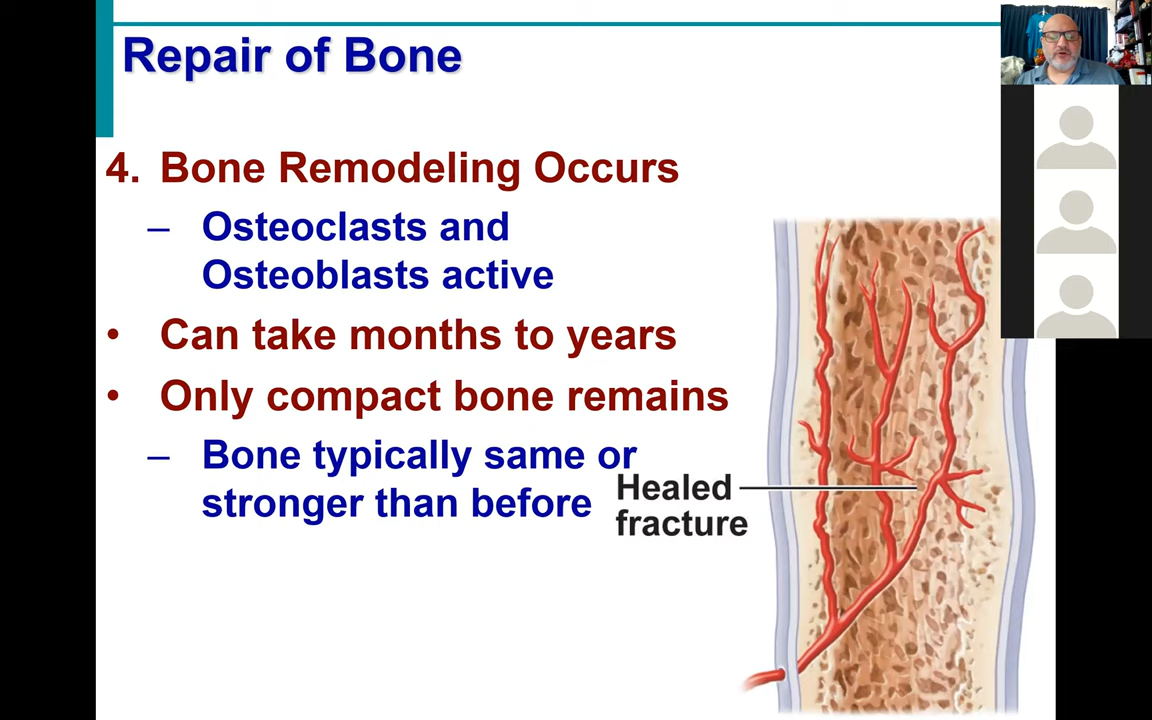 Repair of Bone
4. Bone Remodeling Occurs
– Osteoclasts and
Osteoblasts active
• Can take months to years
• Only compact bone remains
– Bone typically same or
stronger than before
Healed
fracture